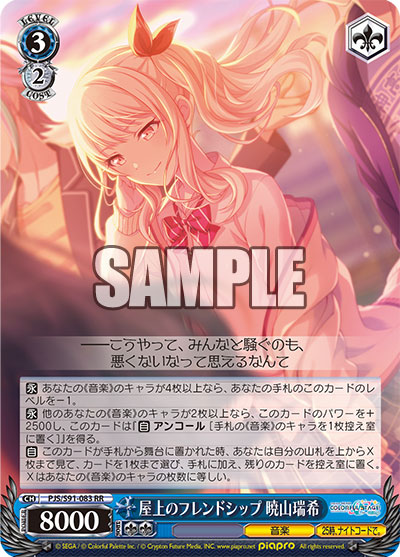 LEVEL
3
2
COST
SAMPLE
――こうやって、みんなと騒ぐのも、
悪くないなって思えるなんて
永 あなたの《音楽》のキャラが4枚以上なら、あなたの手札のこのカードのレ
ベルを－1。
永 他のあなたの《音楽》のキャラが2枚以上なら、このカードのパワーを＋
2500し、このカードは『自 アンコール ［手札のキャラを1枚控え室
に置く］』を得る。
自 このカードが手札から舞台に置かれた時、あなたは自分の山札を上からX
枚まで見て、カードを1枚まで選び、手札に加え、残りのカードを控え室に置
く。Xはあなたの《音楽》のキャラの枚数に等しい。
CH PJS/S91-083 RR
屋上のフレンドシップ 暁山瑞希
COLORFUL STAGE!
POWER
8000
音楽
25時、ナイトコードで。
© SEGA / © Colorful Palette Inc. / © Crypton Future Media, INC. www.piapro.net piapro